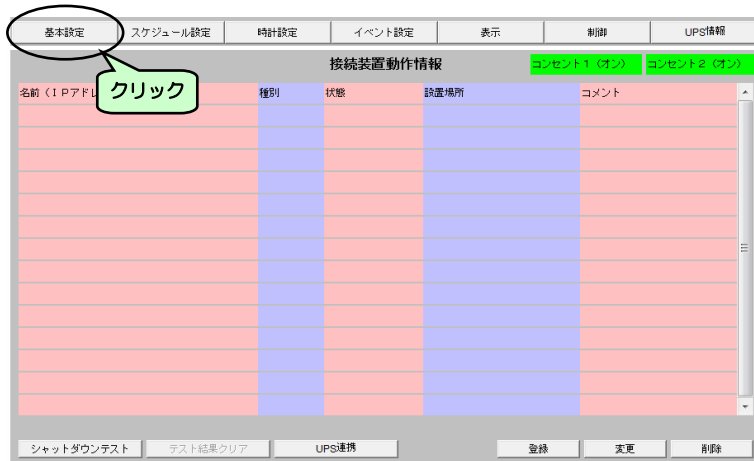 基本設定 スケジュール設定 時計設定 イベント設定 表示 制御 UPS情報
接続装置動作情報 コンセント1（オン） コンセント2（オン）
名前（ＩＰアド 種別 状態 設置場所 コメント
クリック
シャットダウンテスト テスト結果クリア UPS連携 登録 変更 削除